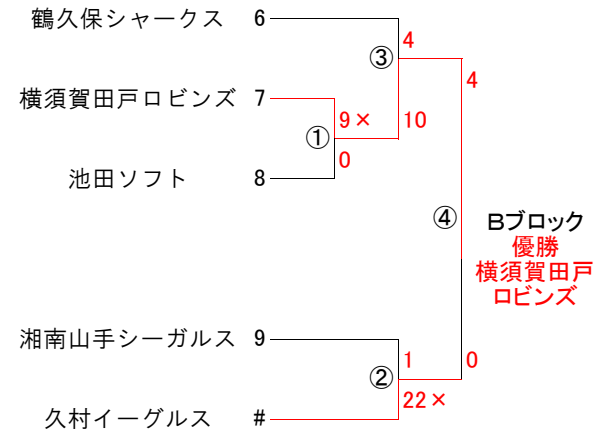 鶴久保シャークス 6
4
③
4
横須賀田戸ロビンズ 7
9× 10
①
0
池田ソフト 8
④
Bブロック
優勝
横須賀田戸
ロビンズ
湘南山手シーガルス 9
1 0
②
22×
久村イーグルス #